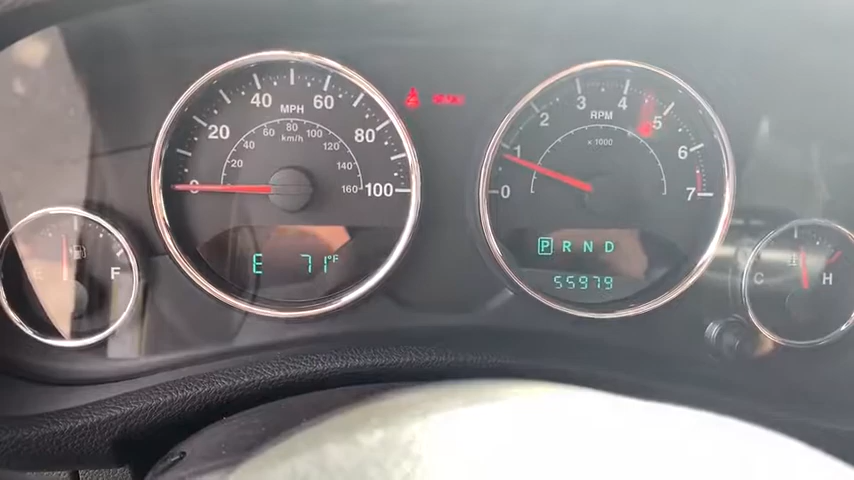 MPH
km/h
0 20 40 60 80 100
20 40 60 80 100 120 140 160
E 71°F
RPM
x 1000
0 1 2 3 4 5 6 7
P R N D
55979
E F
C H